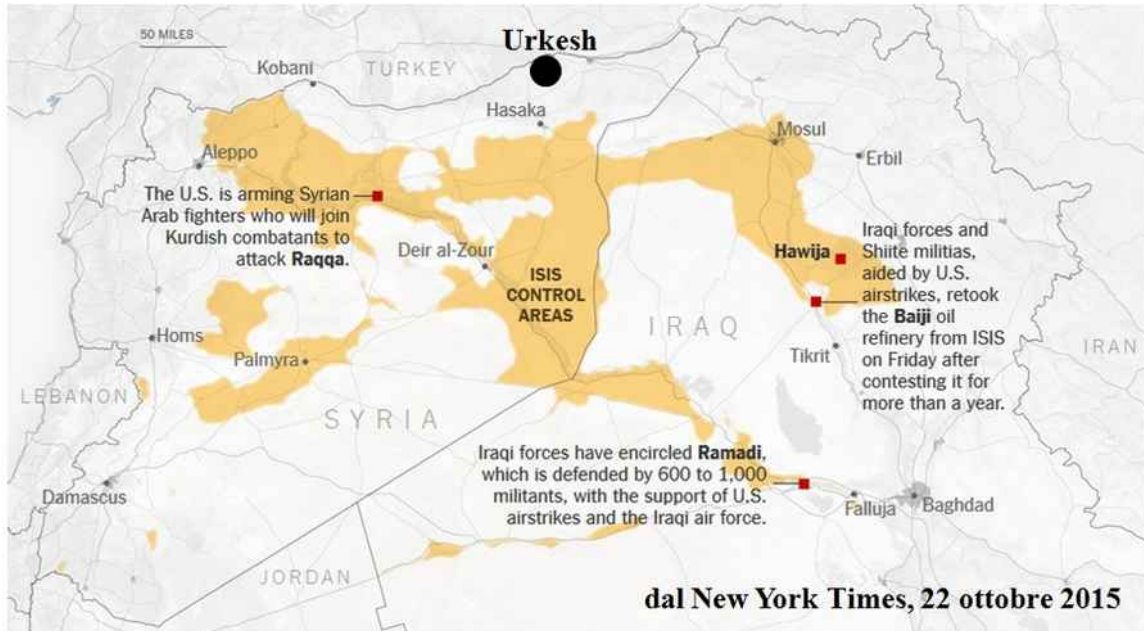 50 MILES
Urkesh
Kobani
TURKEY
Hasaka
Mosul
Aleppo
Erbil
The U.S. is arming Syrian
Arab fighters who will join
Kurdish combatants to
attack Raqqa.
Deir al-Zour
ISIS
CONTROL
AREAS
Hawija
Iraqi forces and
Shiite militias,
aided by U.S.
airstrikes, retook
the Baiji oil
refinery from ISIS
on Friday after
contesting it for
more than a year.
IRAQ
Homs
Palmyra
Tikrit
IRAN
LEBANON
SYRIA
Iraqi forces have encircled Ramadi,
which is defended by 600 to 1,000
militants, with the support of U.S.
airstrikes and the Iraqi air force.
Damascus
Falluja
Baghdad
JORDAN
dal New York Times, 22 ottobre 2015